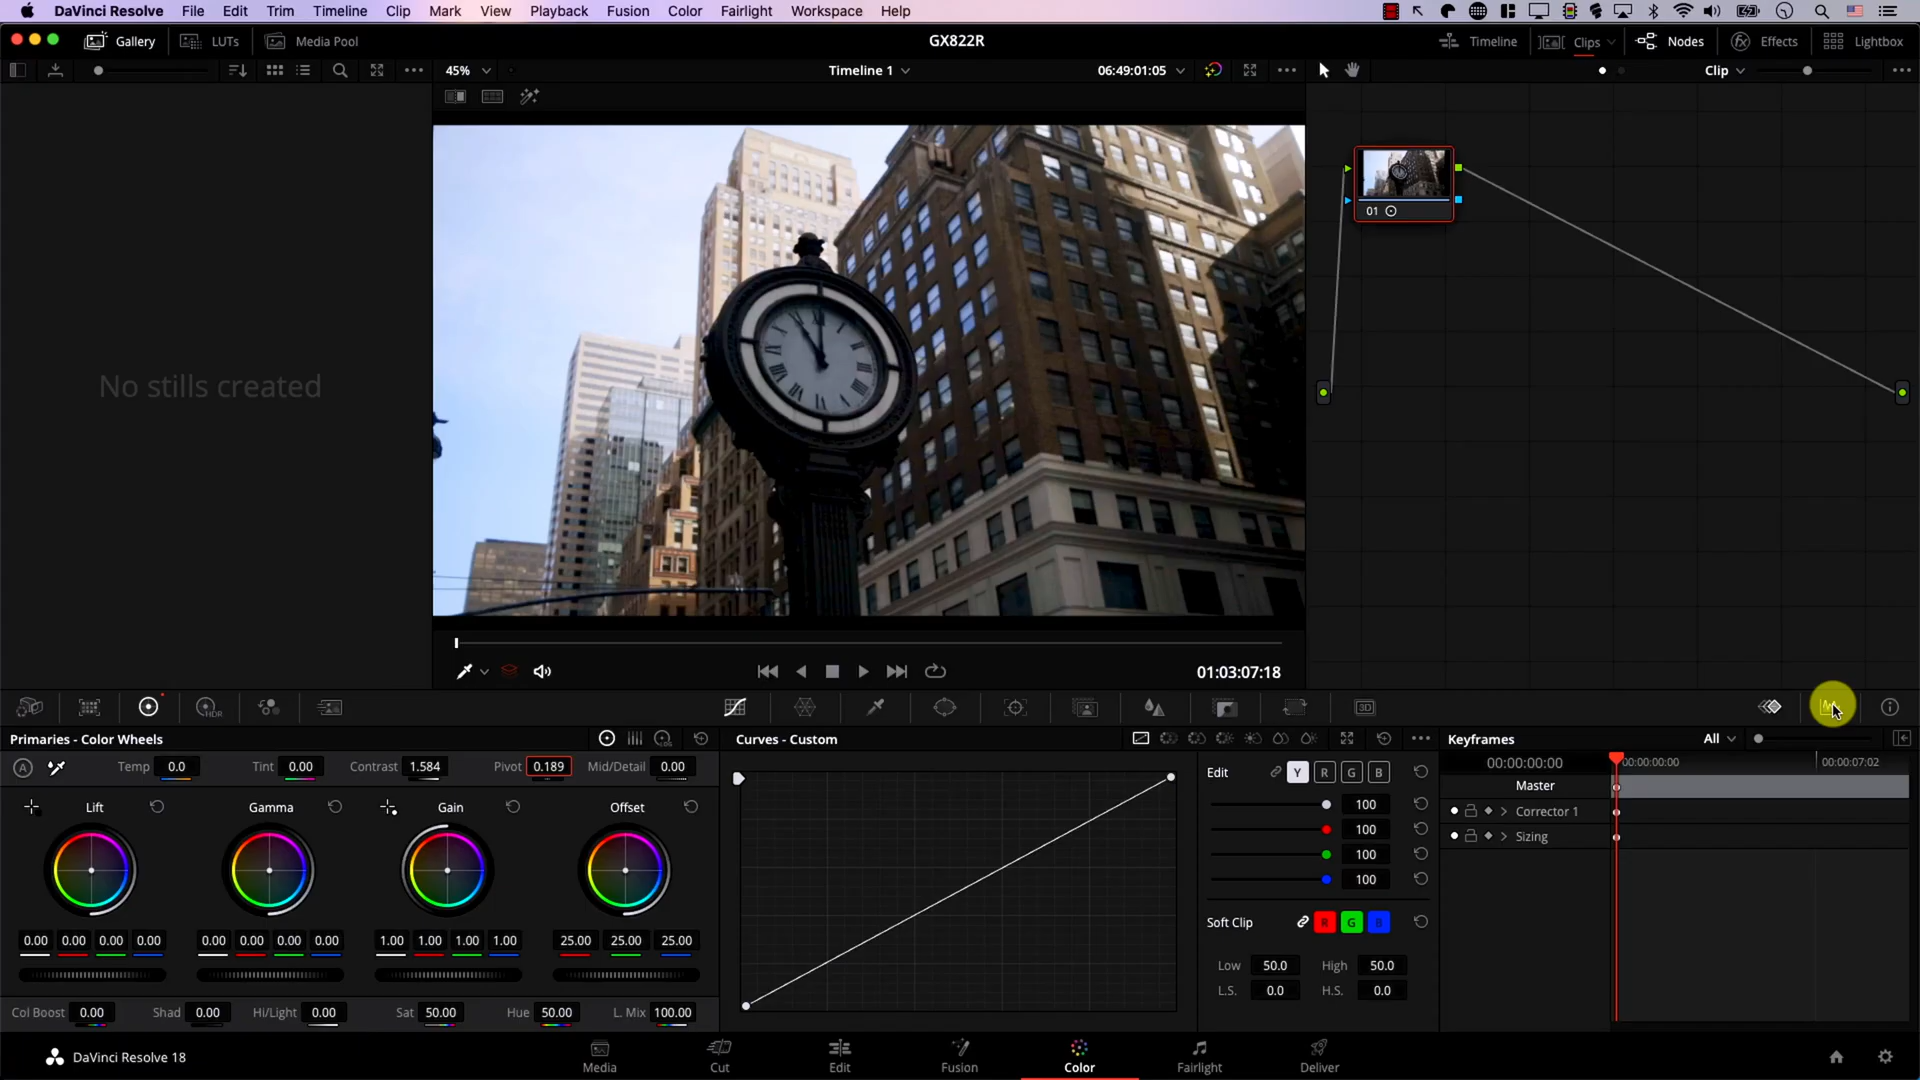 DaVinci Resolve File Edit Trim Timeline Clip Mark View Playback Fusion Color Fairlight Workspace Help
Gallery LUTs Media Pool GX822R Timeline Clips Nodes Effects Lightbox
45% Timeline 1 06:49:01:05 Clip
01
No stills created
01:03:07:18
HDR 3D
Primaries - Color Wheels Curves - Custom Keyframes All
A Temp 0.0 Tint 0.00 Contrast 1.584 Pivot 0.189 Mid/Detail 0.00 Edit Y R G B 00:00:00:00 00:00:00:00 00:00:07:02
Master
Lift Gamma Gain Offset 100 Corrector 1
100 Sizing
100
100
Soft Clip R G B
0.00 0.00 0.00 0.00 0.00 0.00 0.00 0.00 1.00 1.00 1.00 1.00 25.00 25.00 25.00
Low 50.0 High 50.0
L.S. 0.0 H.S. 0.0
Col Boost 0.00 Shad 0.00 Hi/Light 0.00 Sat 50.00 Hue 50.00 L. Mix 100.00
DaVinci Resolve 18 Media Cut Edit Fusion Color Fairlight Deliver